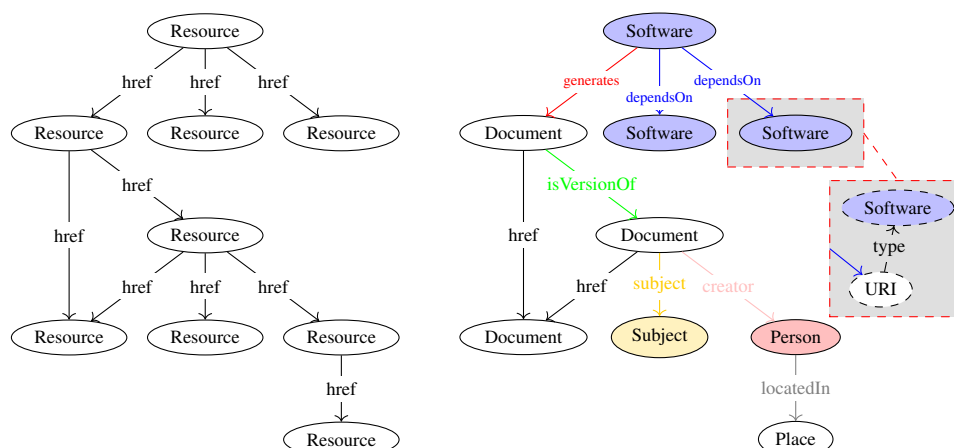 Resource
href
href
href
Resource
Resource
Resource
href
href
Resource
href
href
href
Resource
Resource
Resource
href
Resource
Software
generates
dependsOn
dependsOn
Document
Software
Software
isVersionOf
href
Document
href
subject
creator
Document
Subject
Person
locatedIn
Place
Software
type
URI